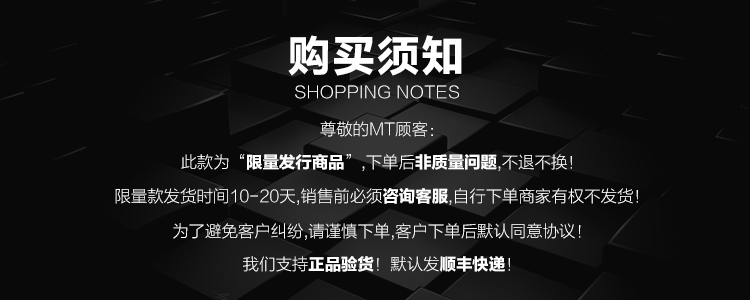 购买须知
SHOPPING NOTES
尊敬的MT顾客：
此款为“限量发行商品”,下单后非质量问题,不退不换！
限量款发货时间10-20天,销售前必须咨询客服,自行下单商家有权不发货！
为了避免客户纠纷,请谨慎下单,客户下单后默认同意协议！
我们支持正品验货！默认发顺丰快递！